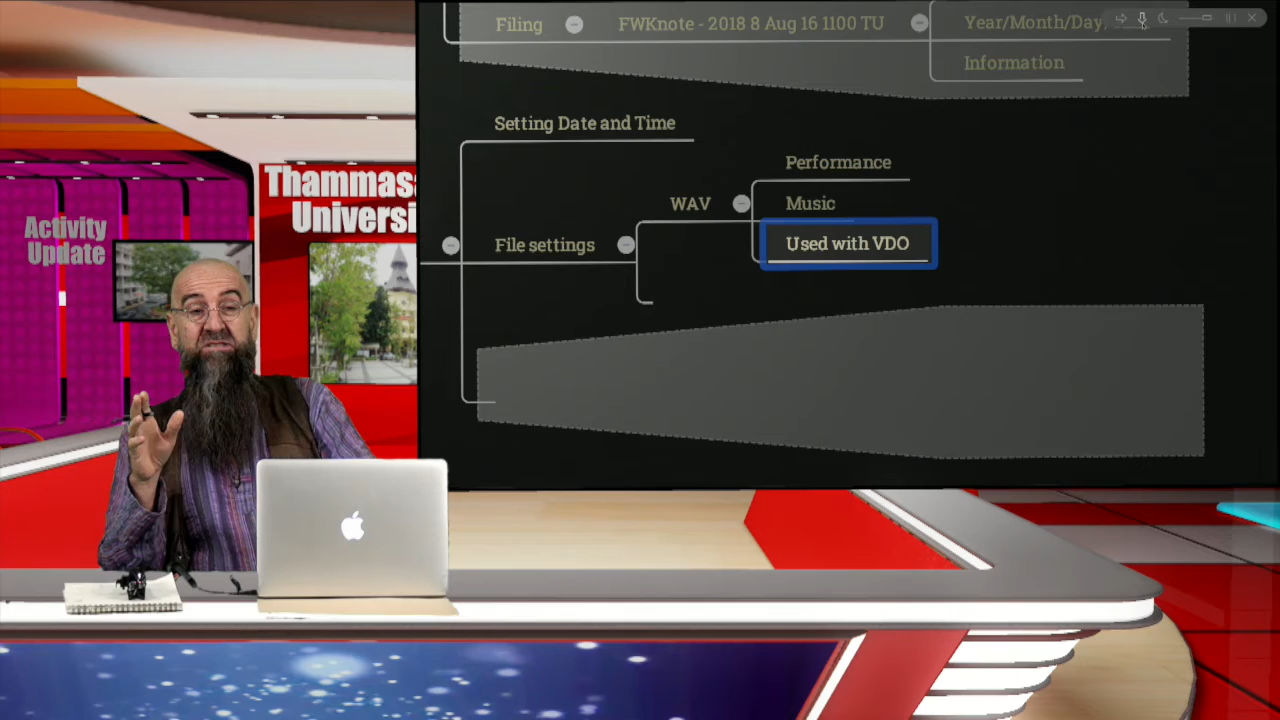 Filing
FWKnote - 2018 8 Aug 16 1100 TU
Year/Month/Day,
Information
Setting Date and Time
Performance
WAV
Music
File settings
Used with VDO
Thammasa
Universi
Activity
Update